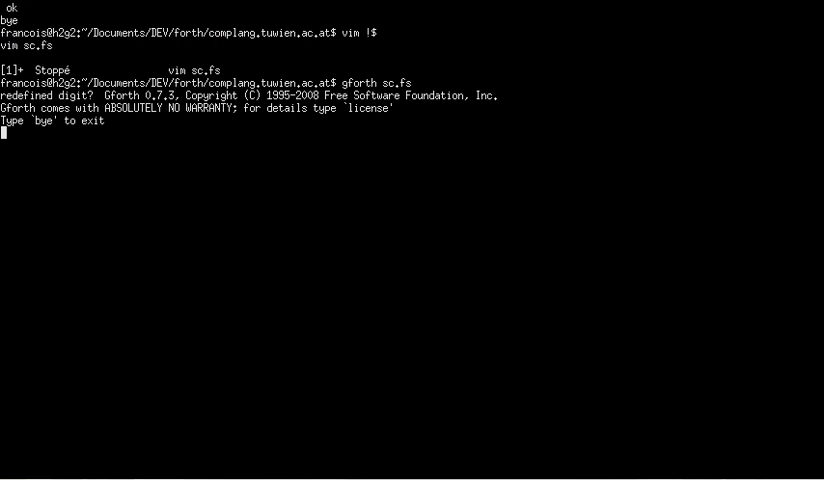 ok
bye
francois@h2g2:~/Documents/DEV/forth/complang.tuwien.ac.at$ vim !$
vim sc.fs
[1]+  Stoppé                 vim sc.fs
francois@h2g2:~/Documents/DEV/forth/complang.tuwien.ac.at$ gforth sc.fs
redefined digit?  Gforth 0.7.3, Copyright (C) 1995-2008 Free Software Foundation, Inc.
Gforth comes with ABSOLUTELY NO WARRANTY; for details type `license'
Type `bye' to exit